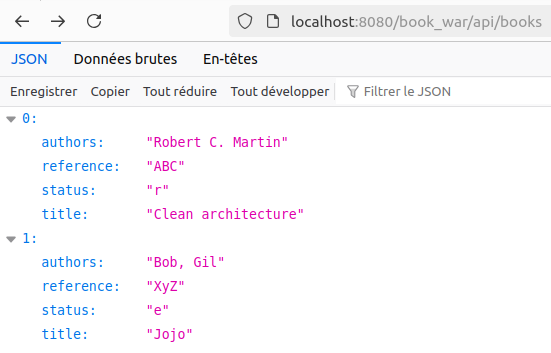 localhost:8080/book_war/api/books
JSON Données brutes En-têtes
Enregistrer Copier Tout réduire Tout développer Filtrer le JSON
0:
authors: "Robert C. Martin"
reference: "ABC"
status: "r"
title: "Clean architecture"
1:
authors: "Bob, Gil"
reference: "XyZ"
status: "e"
title: "Jojo"